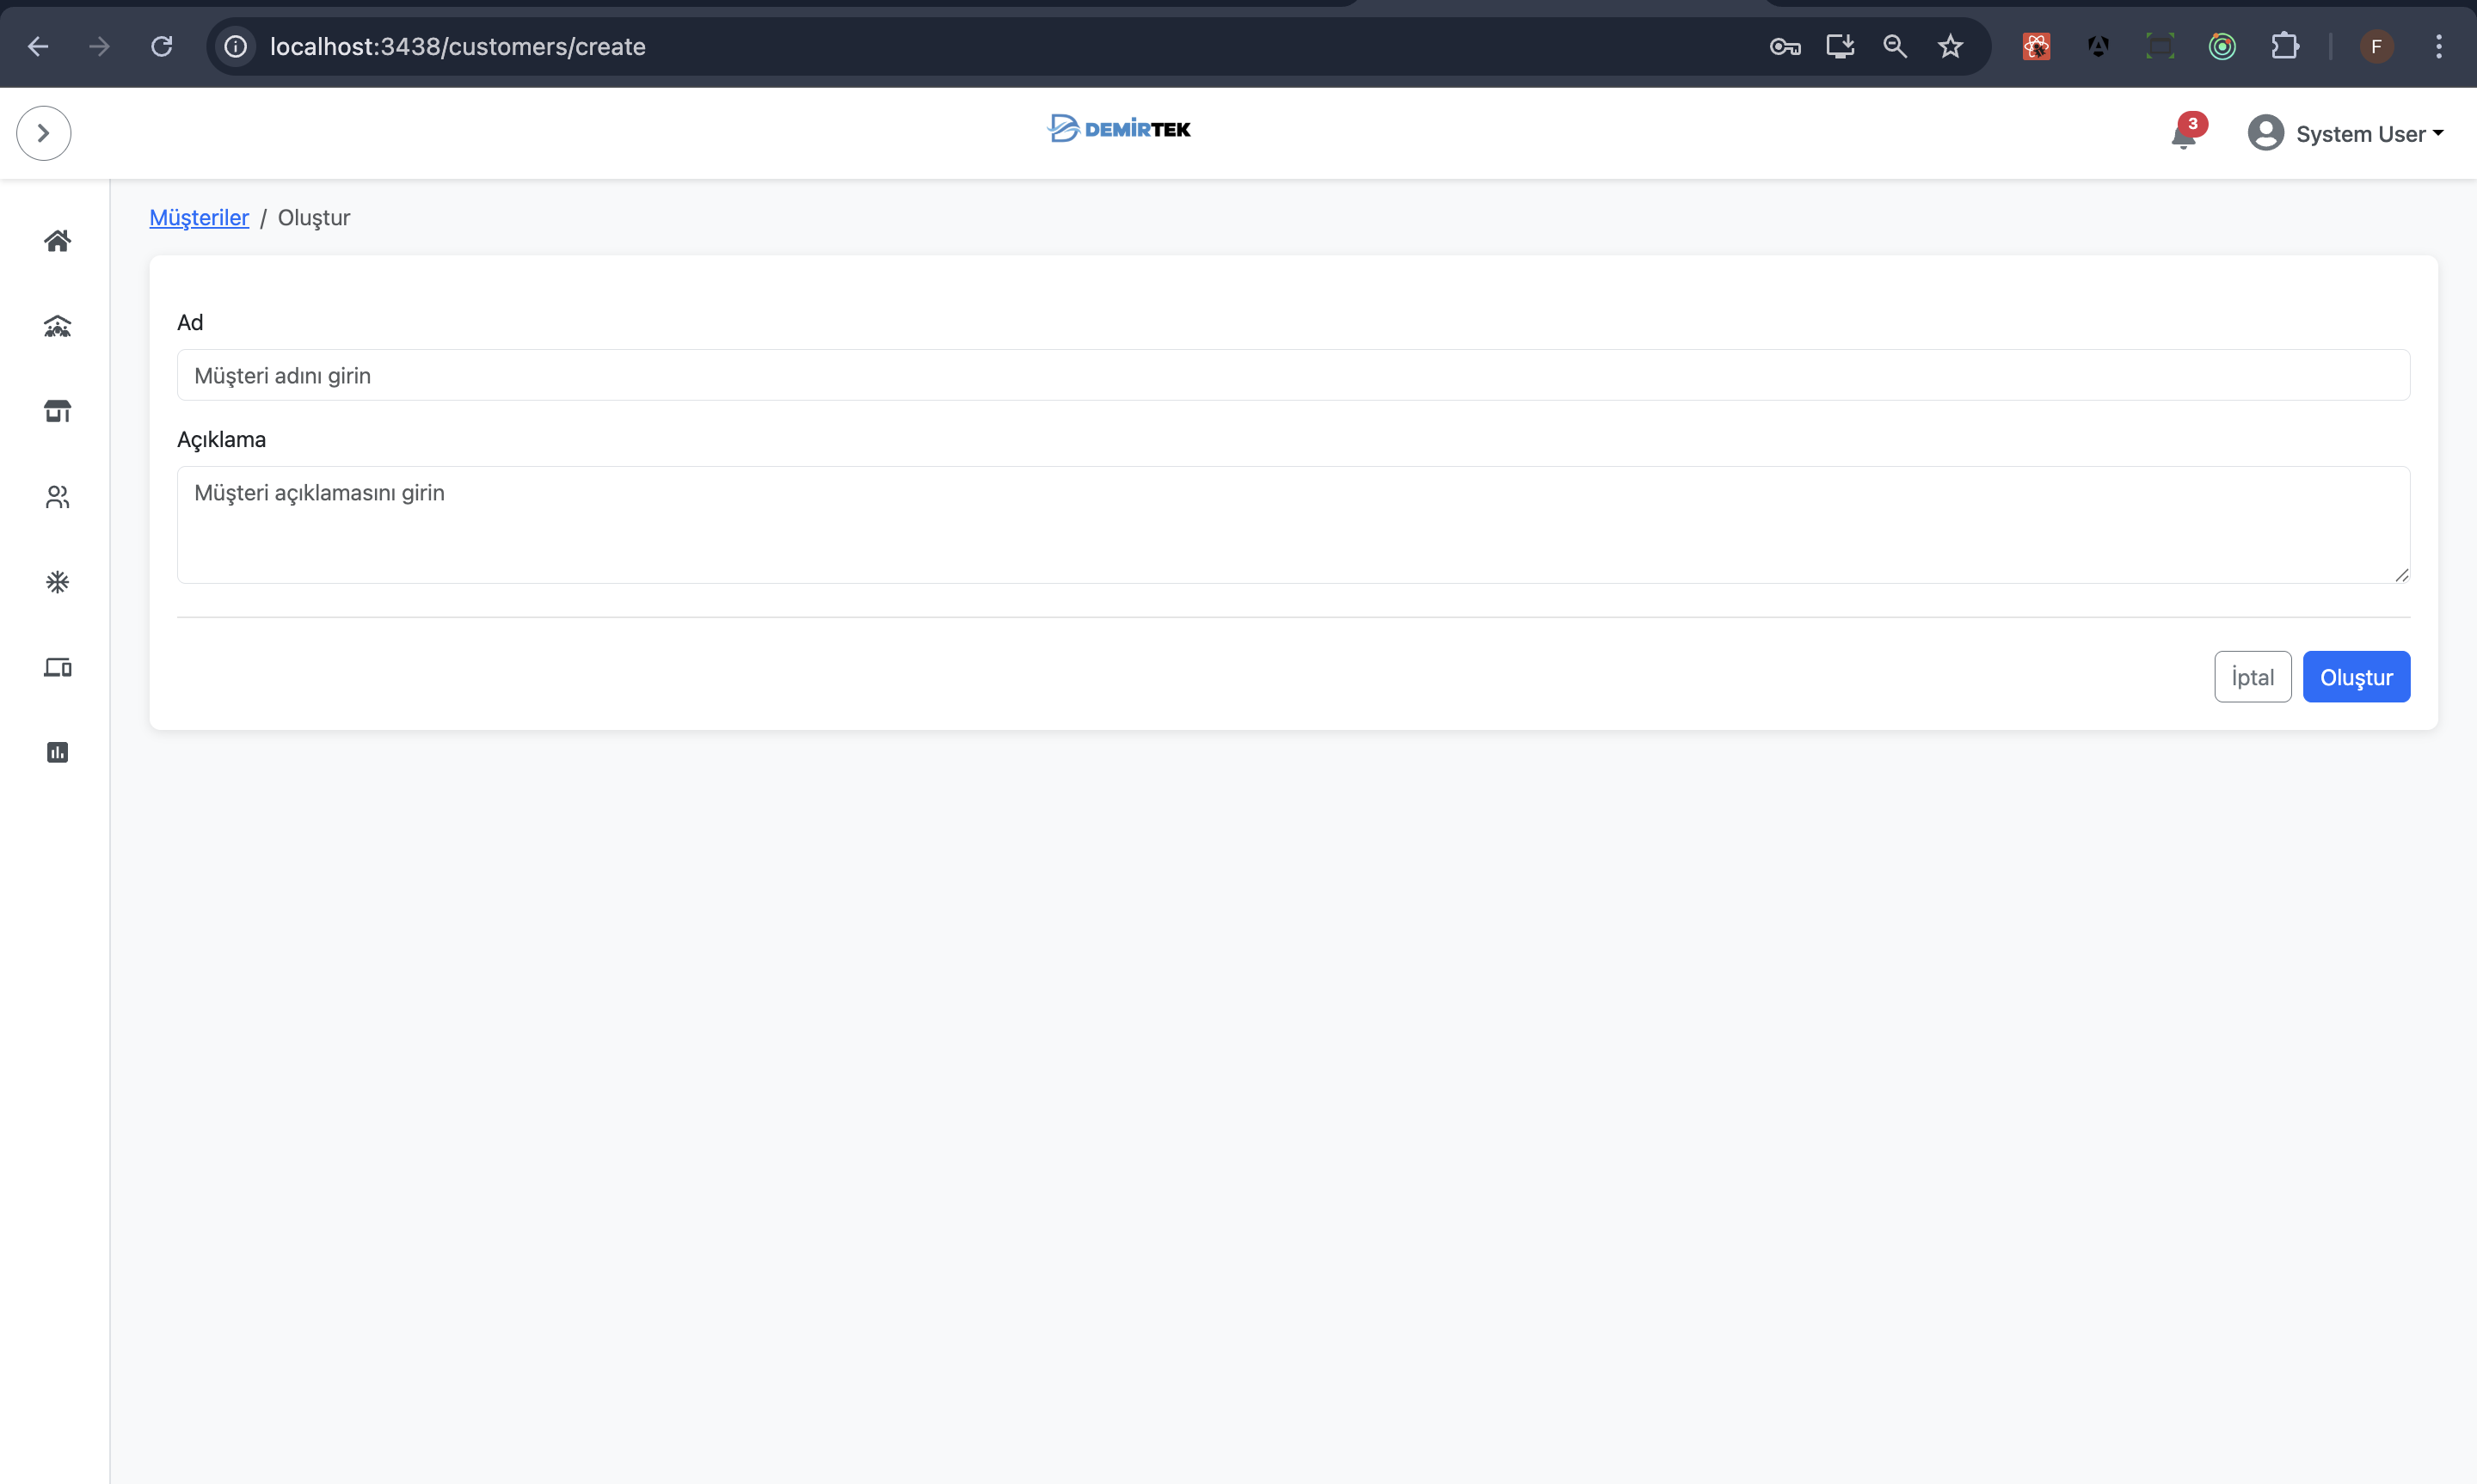 localhost:3438/customers/create
F
DEMİRTEK
3
System User
Müşteriler / Oluştur
Ad
Müşteri adını girin
Açıklama
Müşteri açıklamasını girin
İptal
Oluştur